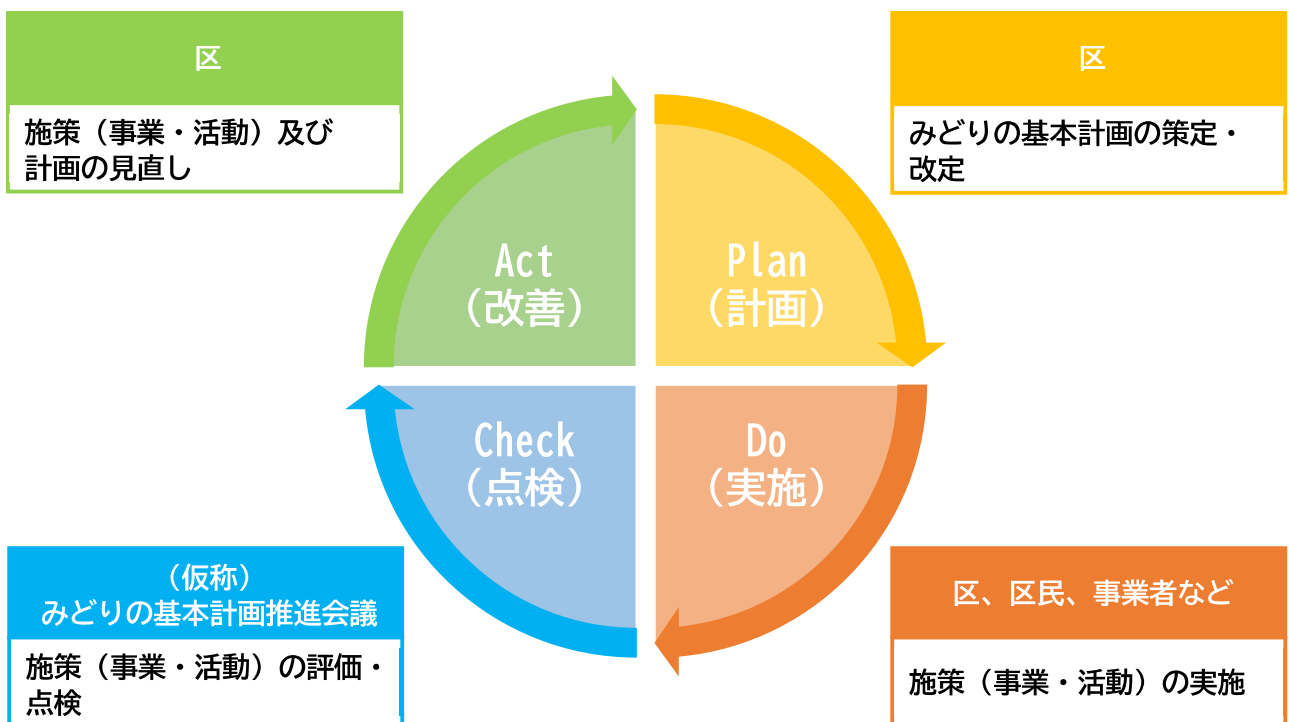 区
施策（事業・活動）及び
計画の見直し
区
みどりの基本計画の策定・
改定
Act
（改善）
Plan
（計画）
Check
（点検）
Do
（実施）
（仮称）
みどりの基本計画推進会議
施策（事業・活動）の評価・
点検
区、区民、事業者など
施策（事業・活動）の実施